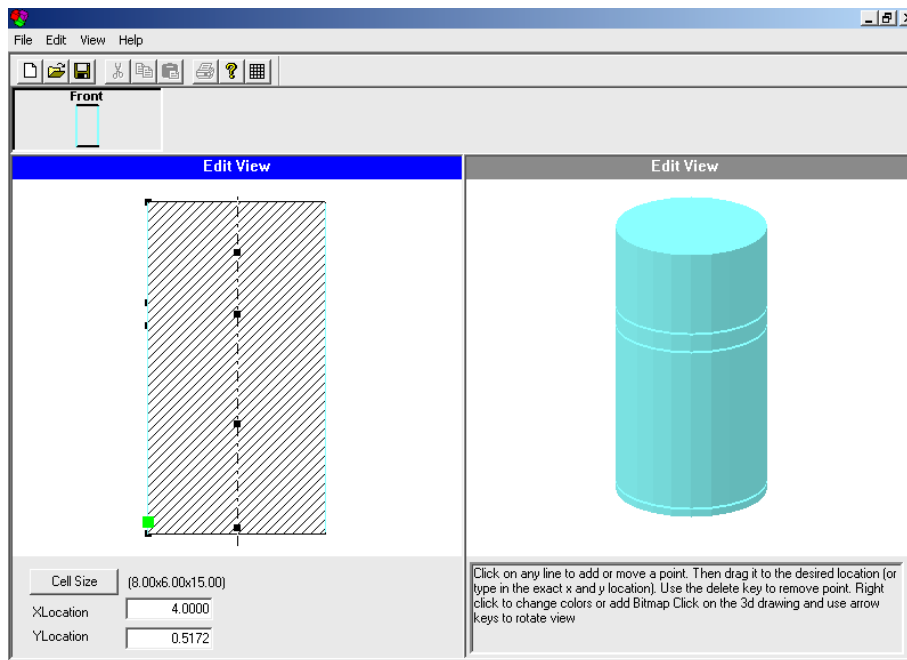 File Edit View Help
Front
Edit View
Edit View
Cell Size (8.00x6.00x15.00)
XLocation 4.0000
YLocation 0.5172
Click on any line to add or move a point. Then drag it to the desired location (or
type in the exact x and y location). Use the delete key to remove point. Right
click to change colors or add Bitmap Click on the 3d drawing and use arrow
keys to rotate view